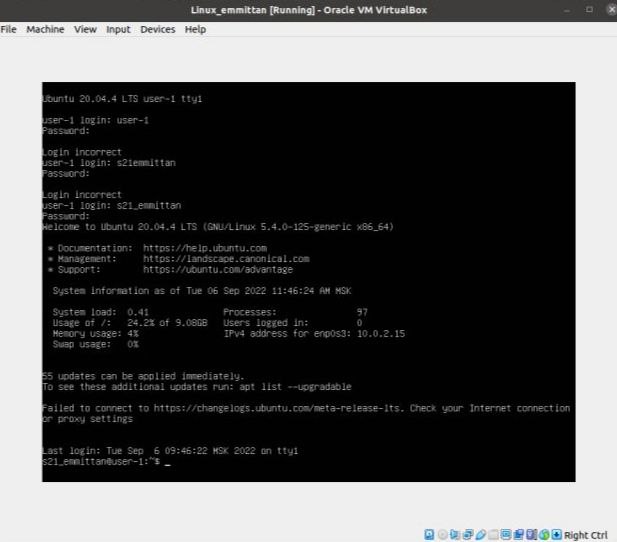 Linux_emmittan [Running] - Oracle VM VirtualBox
File Machine View Input Devices Help
Ubuntu 20.04.4 LTS user-1 tty1
user-1 login: user-1
Password:
Login incorrect
user-1 login: s21emmittan
Password:
Login incorrect
user-1 login: s21_emmittan
Password:
Welcome to Ubuntu 20.04.4 LTS (GNU/Linux 5.4.0-125-generic x86_64)
* Documentation: https://help.ubuntu.com
* Management: https://landscape.canonical.com
* Support: https://ubuntu.com/advantage
System information as of Tue 06 Sep 2022 11:46:24 AM MSK
System load: 0.41 Processes: 97
Usage of /: 24.2% of 9.08GB Users logged in: 0
Memory usage: 4% IPv4 address for enp0s3: 10.0.2.15
Swap usage: 0%
55 updates can be applied immediately.
To see these additional updates run: apt list --upgradable
Failed to connect to https://changelogs.ubuntu.com/meta-release-lts. Check your Internet connection
or proxy settings
Last login: Tue Sep  6 09:46:22 MSK 2022 on tty1
s21_emmittan@user-1:~$ _
Right Ctrl